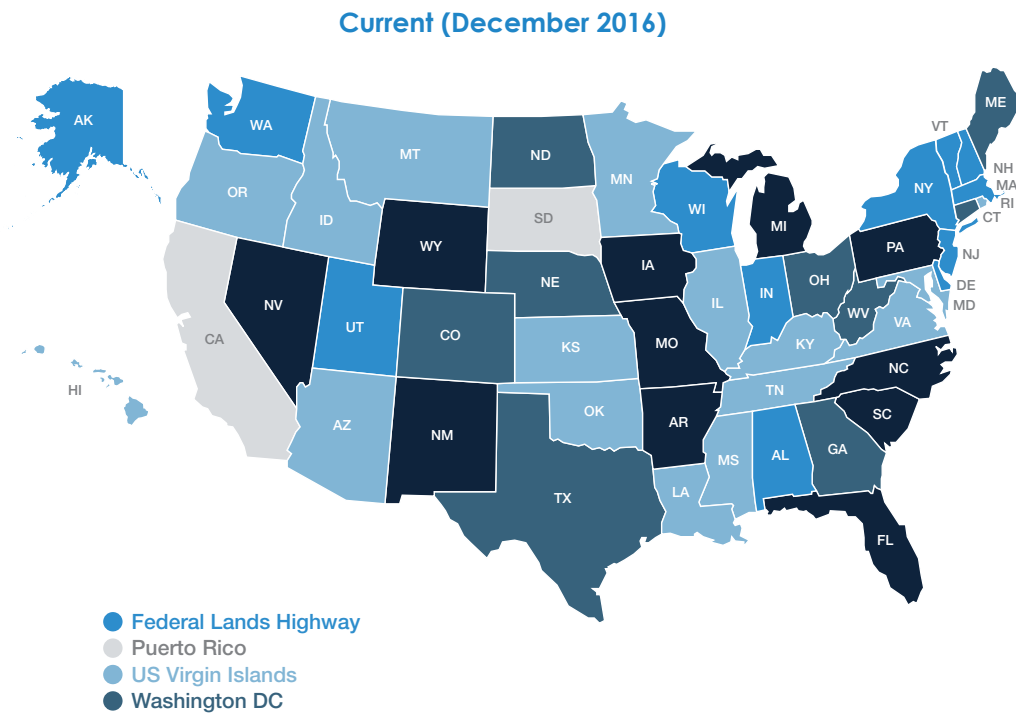 Current (December 2016)
AK
WA
ME
VT
MT
ND
OR
MN
NH
MA
NY
WI
RI
ID
SD
CT
MI
WY
PA
NJ
IA
NE
OH
DE
NV
IL
IN
MD
WV
UT
VA
CO
CA
MO
KY
KS
NC
HI
TN
OK
SC
AR
AZ
NM
GA
MS
AL
LA
TX
FL
Federal Lands Highway
Puerto Rico
US Virgin Islands
Washington DC